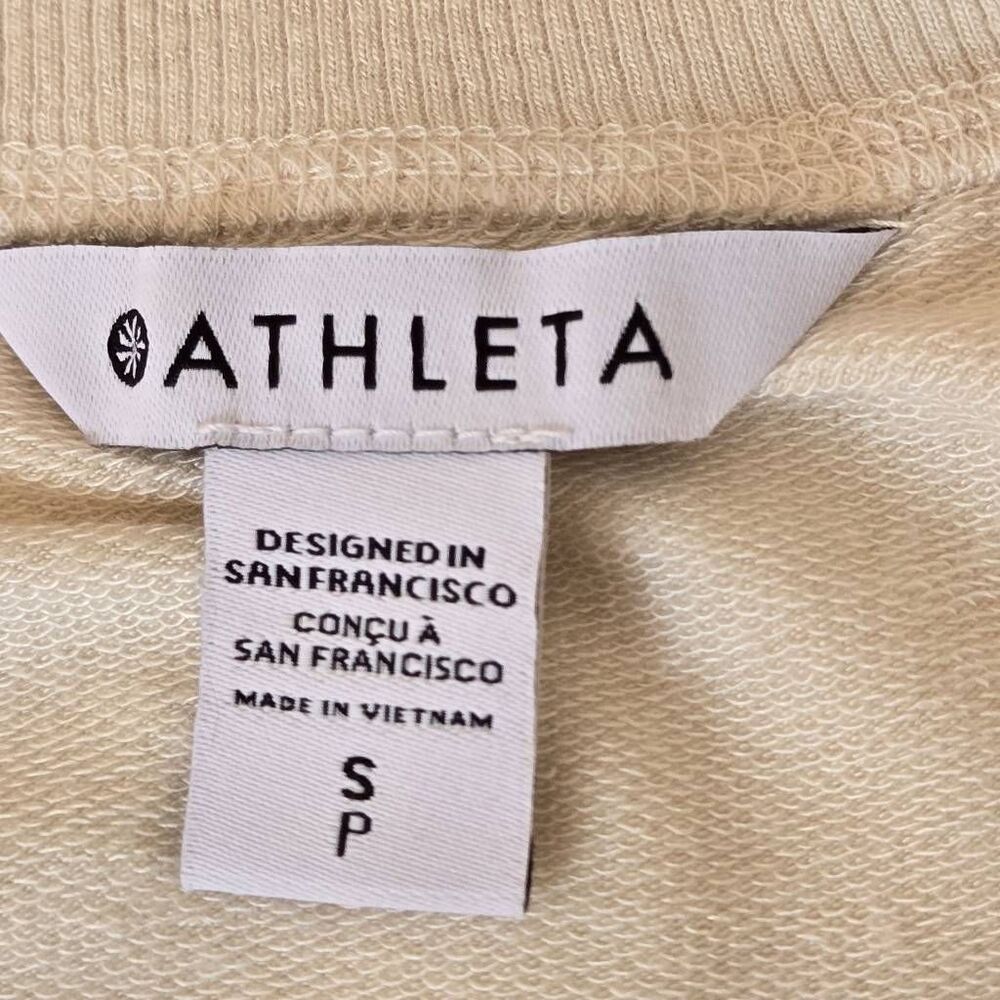 ATHLETA
DESIGNED IN
SAN FRANCISCO
CONÇU À
SAN FRANCISCO
MADE IN VIETNAM
S
P